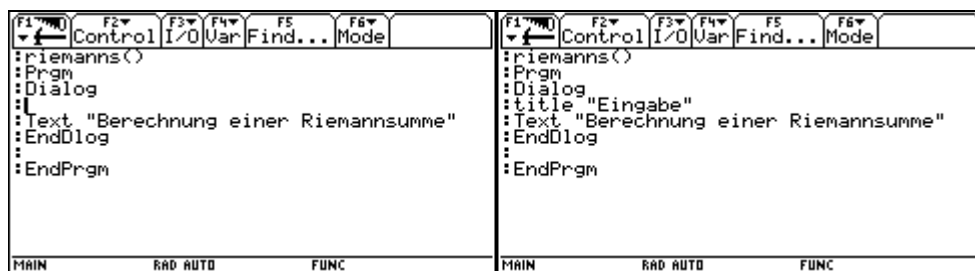 F1 F2 F3 F4 F5 F6
Control I/O Var Find... Mode
:riemanns()
:Prgm
:Dialog
:
:Text "Berechnung einer Riemannsumme"
:EndDlog
:
:EndPrgm
MAIN RAD AUTO FUNC
F1 F2 F3 F4 F5 F6
Control I/O Var Find... Mode
:riemanns()
:Prgm
:Dialog
:title "Eingabe"
:Text "Berechnung einer Riemannsumme"
:EndDlog
:
:EndPrgm
MAIN RAD AUTO FUNC